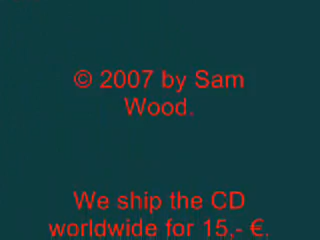 © 2007 by Sam
Wood.
We ship the CD
worldwide for 15,- €.